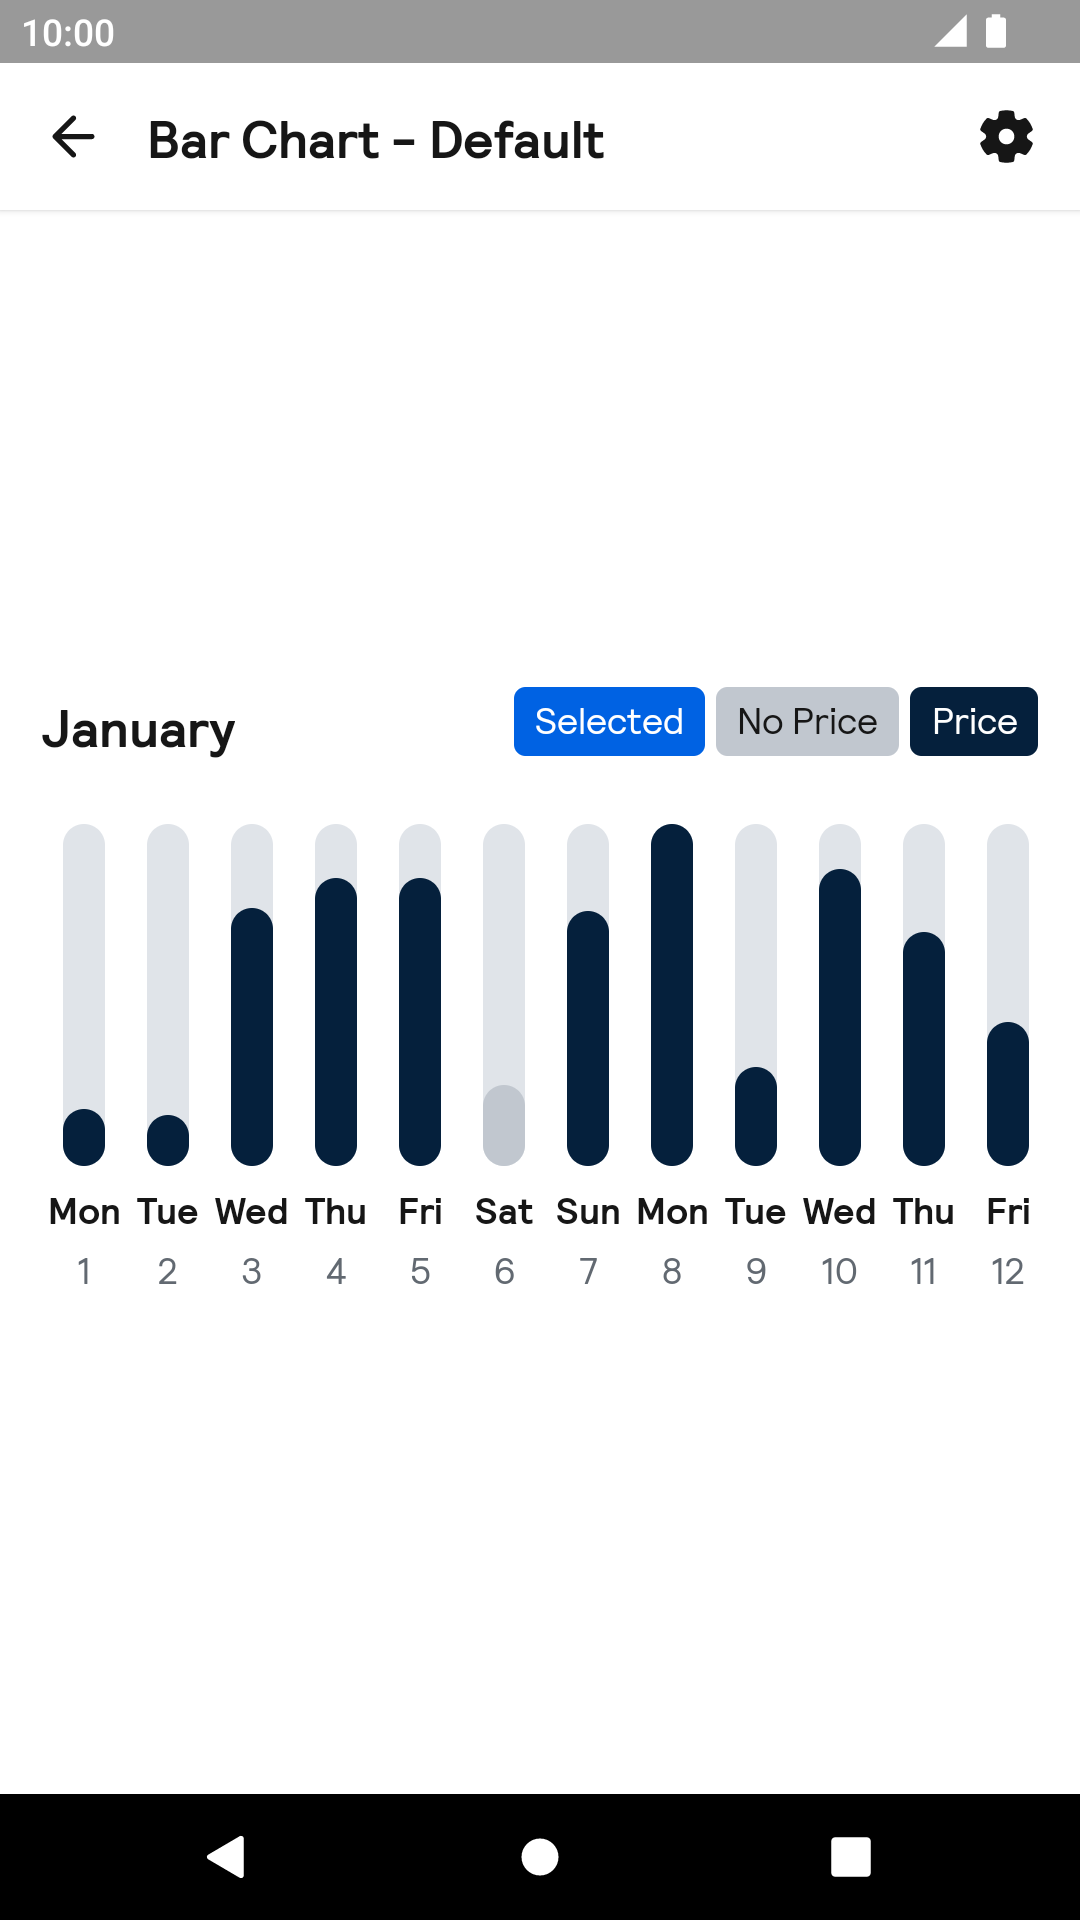 10:00
Bar Chart - Default
January
Selected No Price Price
Mon Tue Wed Thu Fri Sat Sun Mon Tue Wed Thu Fri
1 2 3 4 5 6 7 8 9 10 11 12